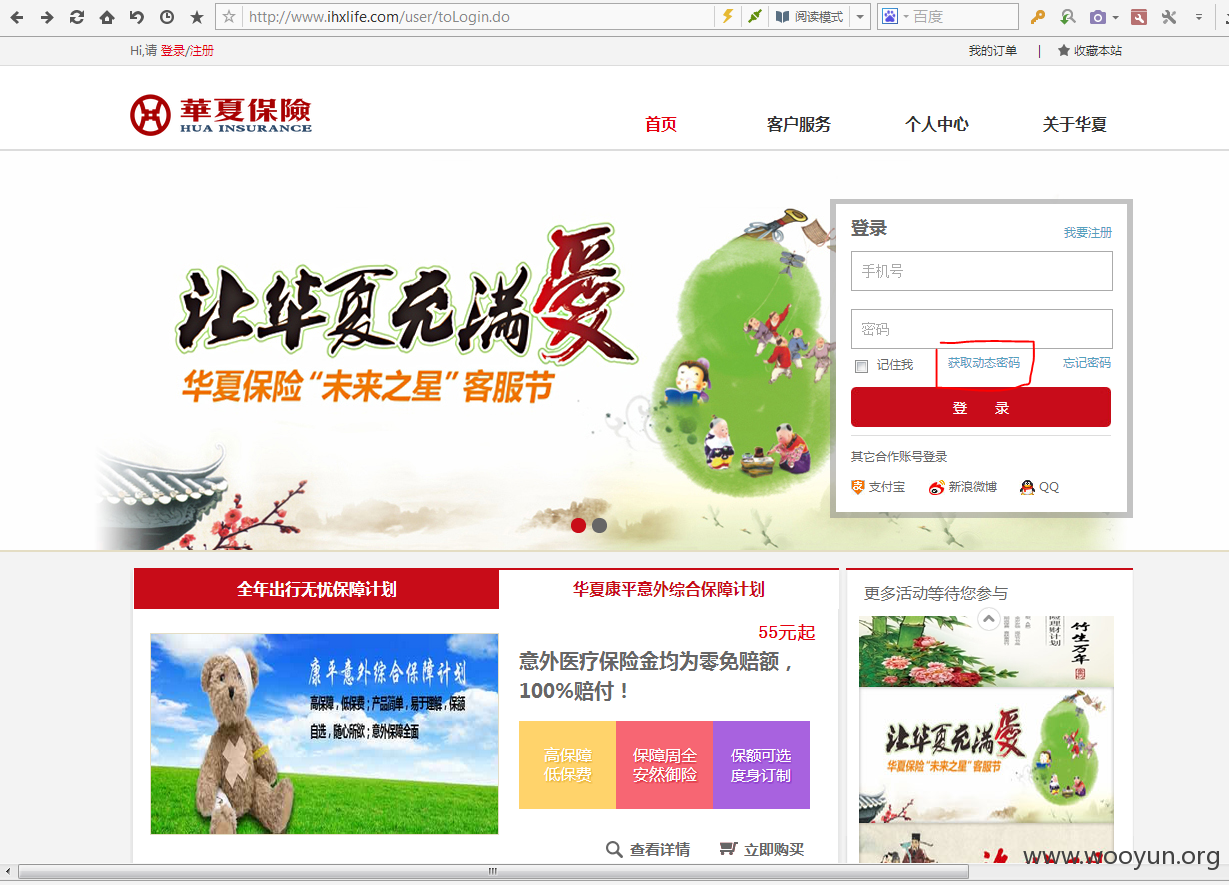 http://www.ihxlife.com/user/toLogin.do
阅读模式
百度
Hi,请 登录/注册
我的订单 | 收藏本站
華夏保險
HUA INSURANCE
首页 客户服务 个人中心 关于华夏
让华夏充满爱
华夏保险“未来之星”客服节
登录
我要注册
手机号
密码
记住我 获取动态密码 忘记密码
登 录
其它合作账号登录
支付宝 新浪微博 QQ
全年出行无忧保障计划
华夏康平意外综合保障计划
康平意外综合保障计划
高保障，低保费；产品简单，易于理解，保额
自选，随心所欲；意外保障全面
55元起
意外医疗保险金均为零免赔额，
100%赔付！
高保障
低保费
保障周全
安然御险
保额可选
度身订制
查看详情 立即购买
更多活动等待您参与
竹生万年
让华夏充满爱
华夏保险“未来之星”客服节
www.wooyun.org